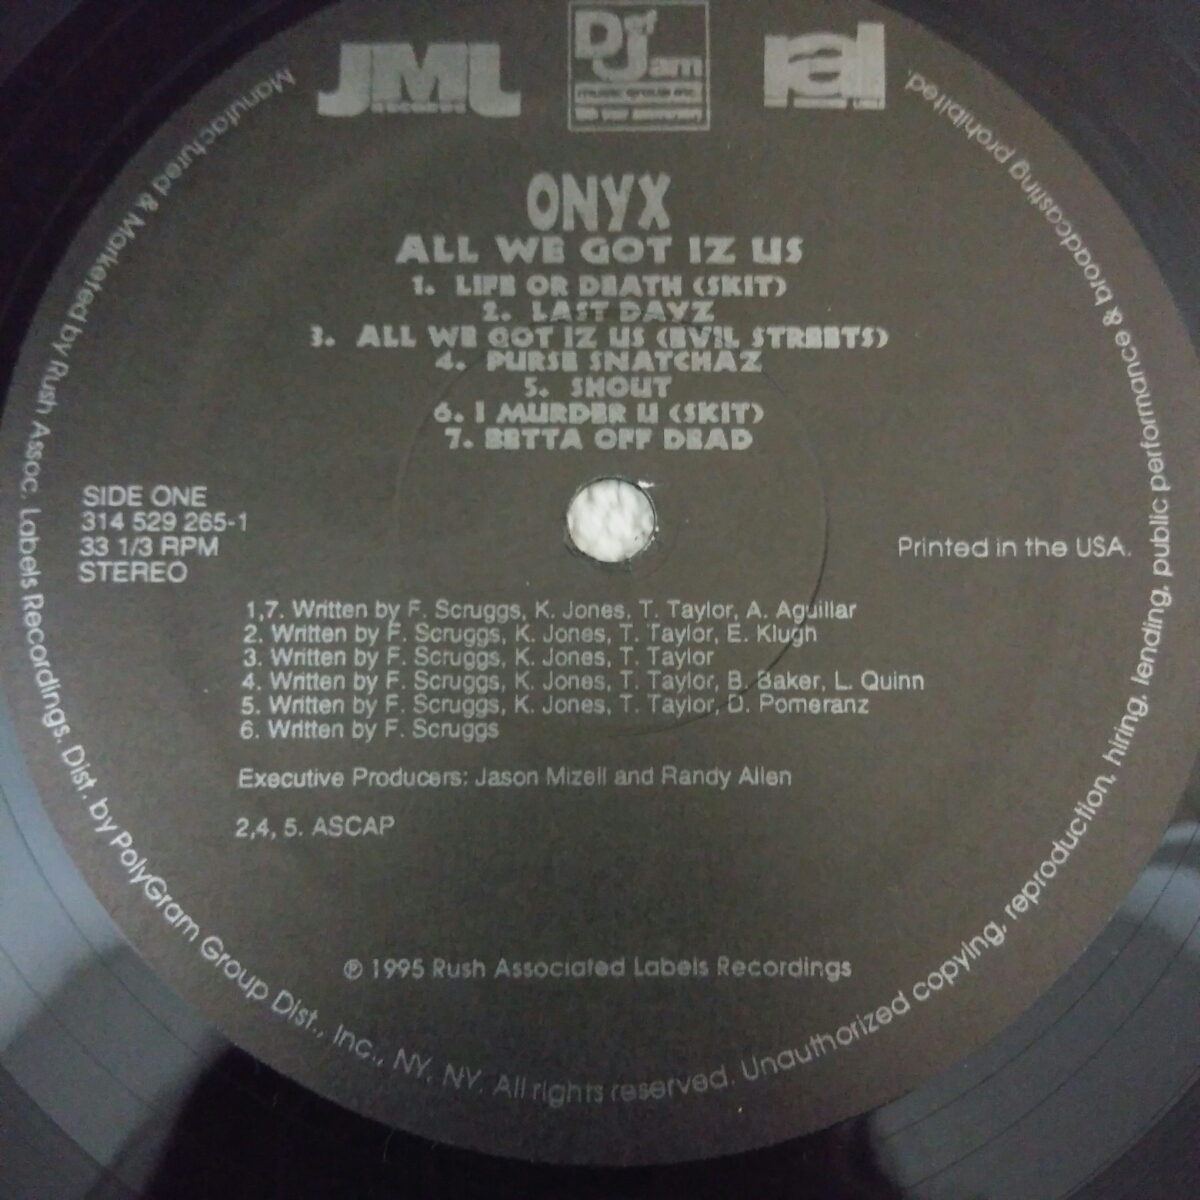 JML
Def Jam
music group inc.
ral
ONYX
ALL WE GOT IZ US
1. LIFE OR DEATH (SKIT)
2. LAST DAYZ
3. ALL WE GOT IZ US (EVIL STREETS)
4. PURSE SNATCHAZ
5. SHOUT
6. I MURDER U (SKIT)
7. BETTA OFF DEAD
SIDE ONE
314 529 265-1
33 1/3 RPM
STEREO
Printed in the USA.
1,7. Written by F. Scruggs, K. Jones, T. Taylor, A. Aguillar
2. Written by F. Scruggs, K. Jones, T. Taylor, E. Klugh
3. Written by F. Scruggs, K. Jones, T. Taylor
4. Written by F. Scruggs, K. Jones, T. Taylor, B. Baker, L. Quinn
5. Written by F. Scruggs, K. Jones, T. Taylor, D. Pomeranz
6. Written by F. Scruggs
Executive Producers: Jason Mizell and Randy Allen
2,4, 5. ASCAP
℗ 1995 Rush Associated Labels Recordings
Manufactured & Marketed by Rush Assoc. Labels Recordings. Dist. by PolyGram Group Dist., Inc., NY, NY. All rights reserved. Unauthorized copying, reproduction, hiring, lending, public performance & broadcasting prohibited.